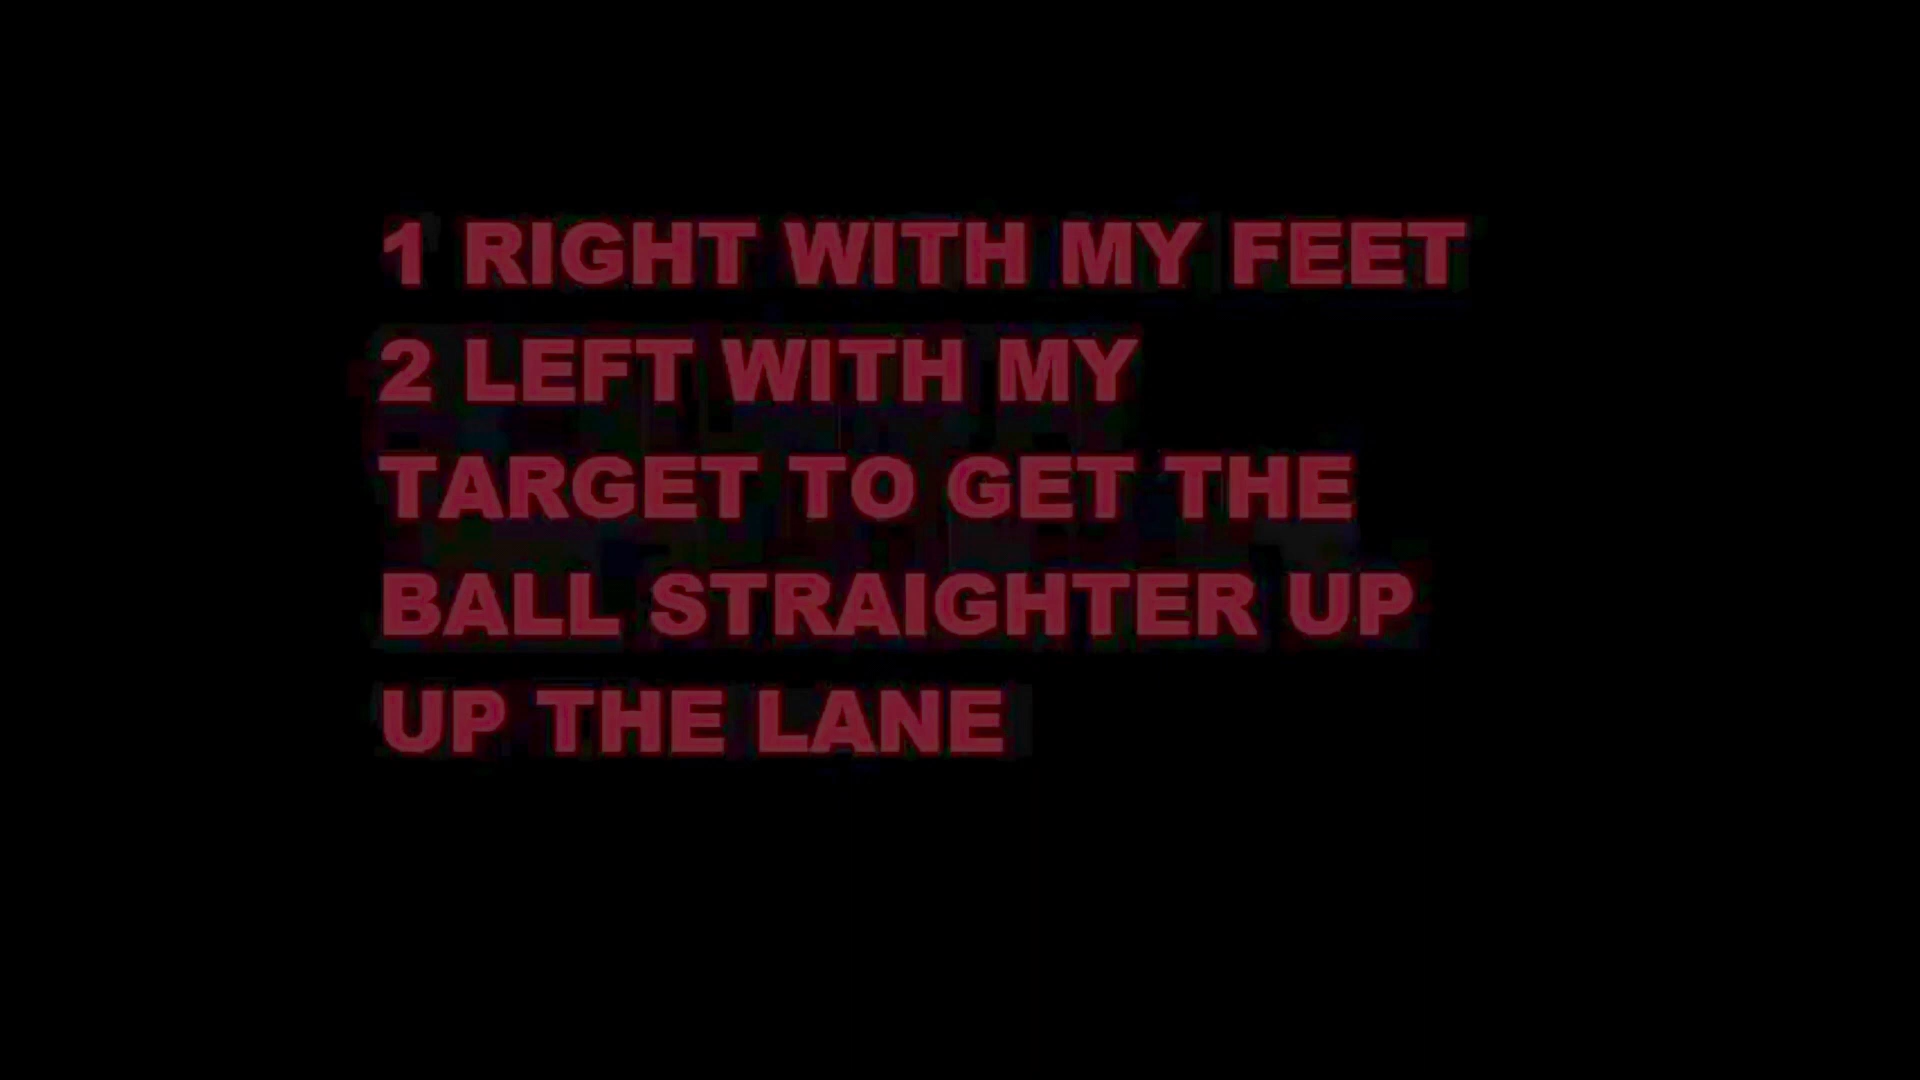 1 RIGHT WITH MY FEET
2 LEFT WITH MY
TARGET TO GET THE
BALL STRAIGHTER UP
UP THE LANE